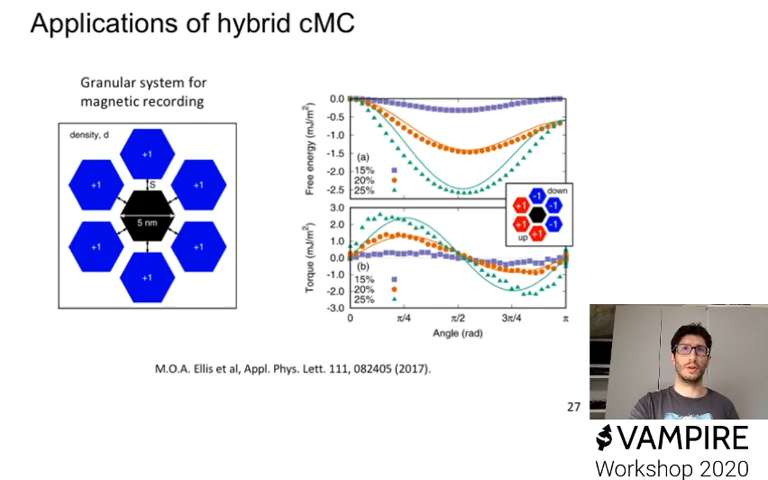 Applications of hybrid cMC
Granular system for
magnetic recording
density, d
+1
+1
+1
S
5 nm
+1
+1
+1
Free energy (mJ/m²)
0.0
-0.5
-1.0
-1.5
-2.0
-2.5
(a)
15%
20%
25%
-1
down
+1
-1
+1
-1
up
+1
Torque (mJ/m²)
3.0
2.0
1.0
0.0
-1.0
-2.0
-3.0
(b)
15%
20%
25%
0
π/4
π/2
3π/4
π
Angle (rad)
M.O.A. Ellis et al, Appl. Phys. Lett. 111, 082405 (2017).
27
VAMPIRE
Workshop 2020